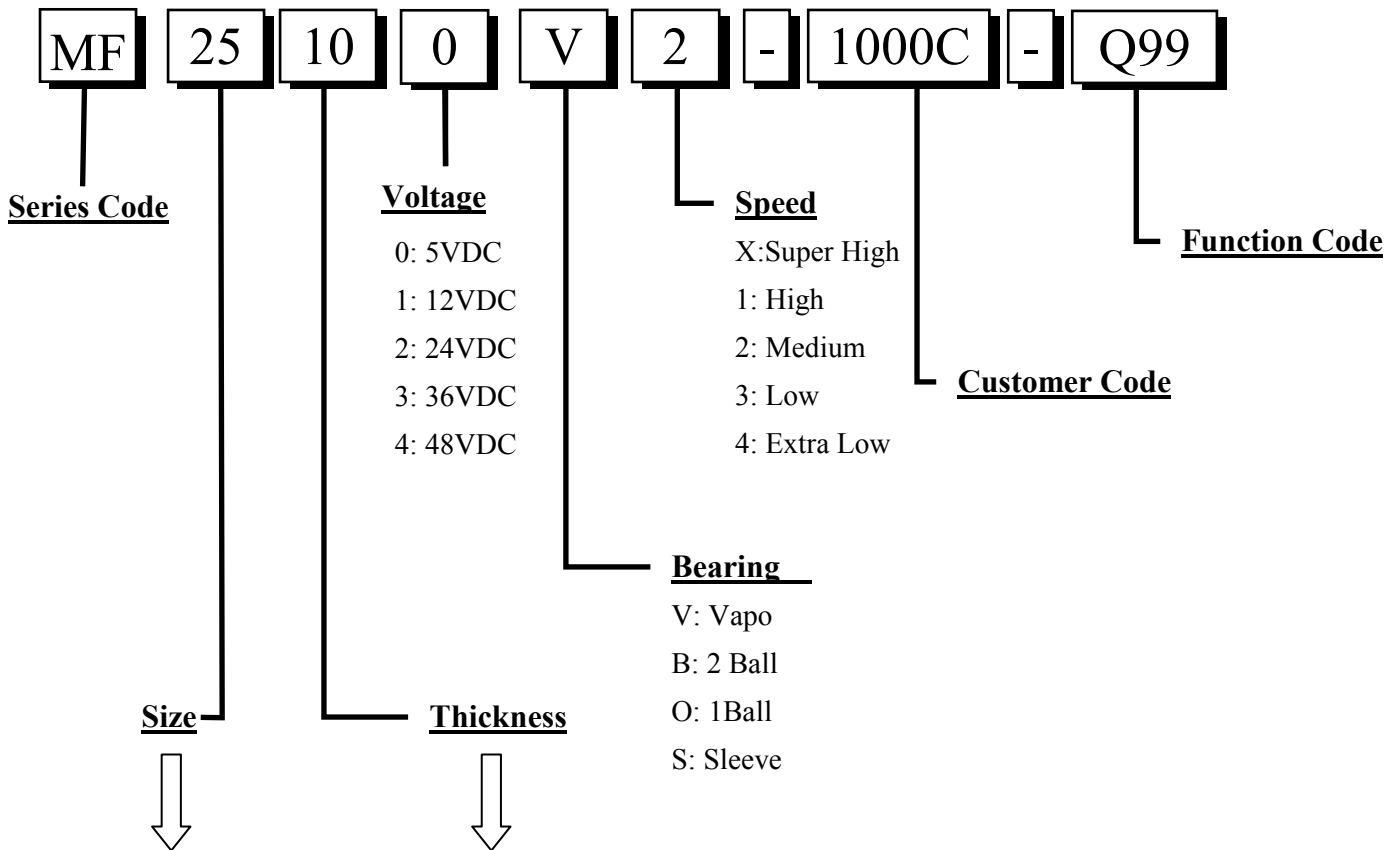 MF 25 10 0 V 2 - 1000C - Q99
Series Code
Voltage
0: 5VDC
1: 12VDC
2: 24VDC
3: 36VDC
4: 48VDC
Speed
X:Super High
1: High
2: Medium
3: Low
4: Extra Low
Function Code
Customer Code
Bearing
V: Vapo
B: 2 Ball
O: 1Ball
S: Sleeve
Size
Thickness